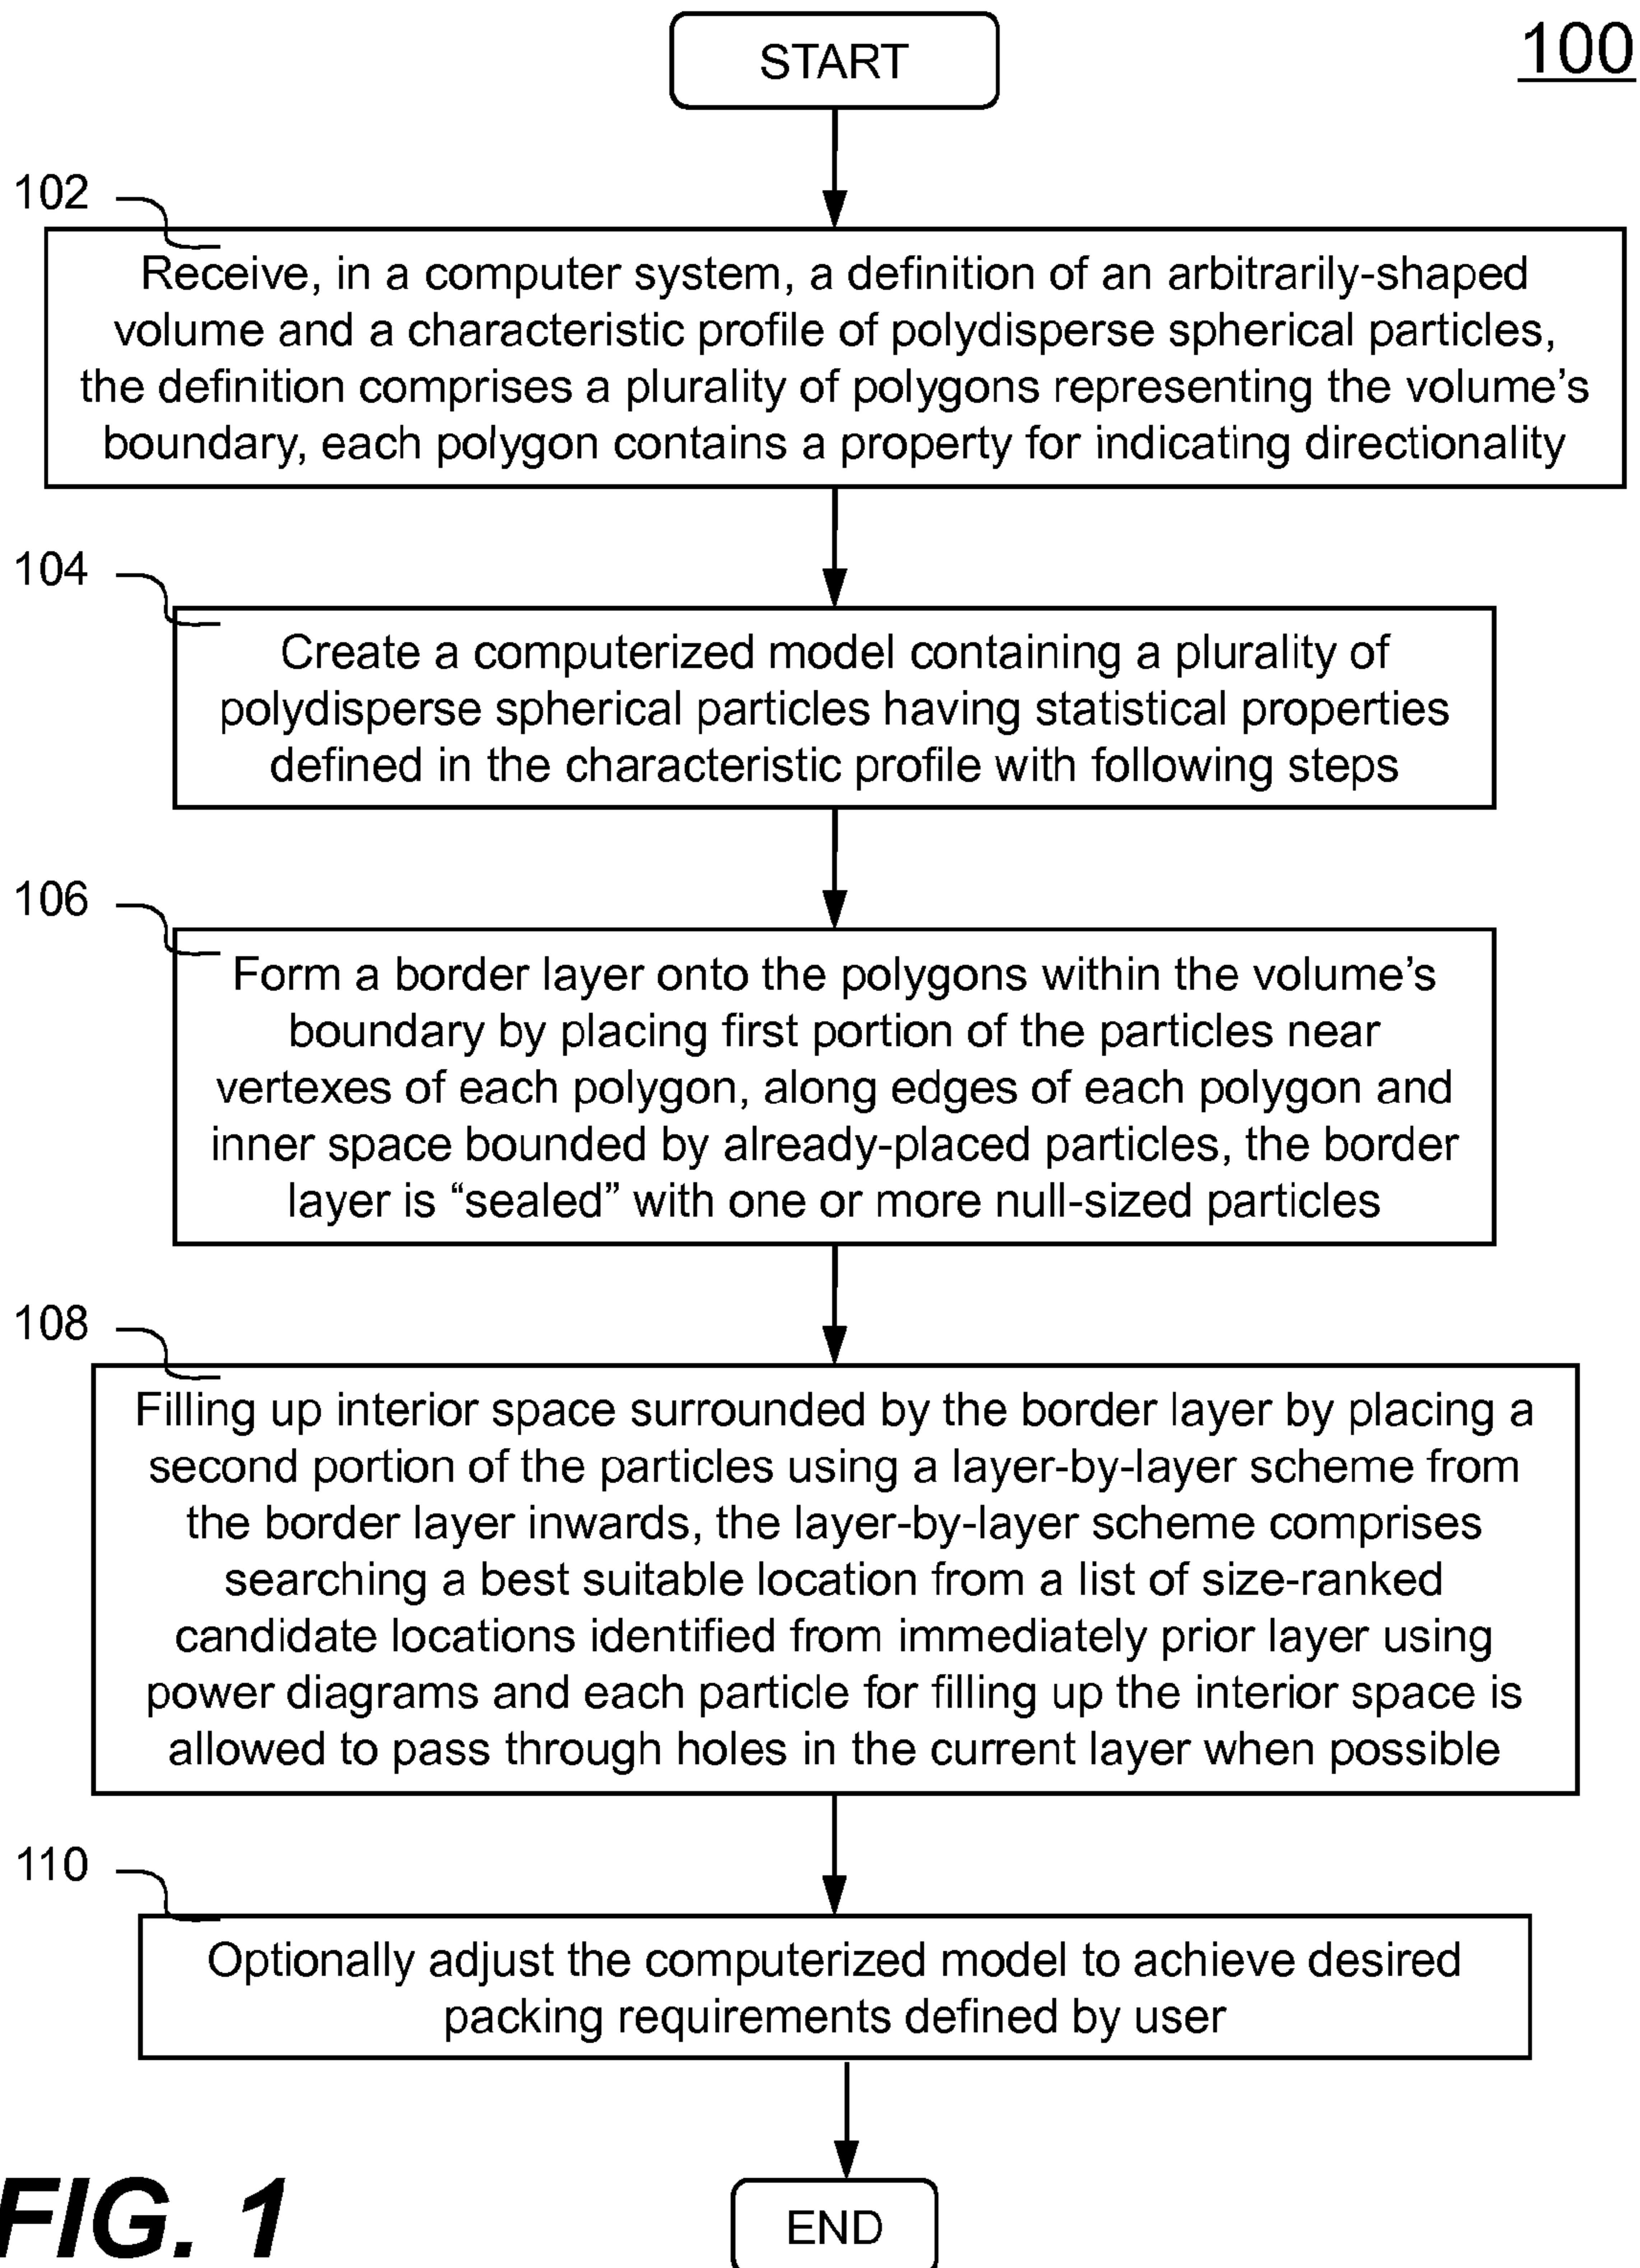 START
100
102
Receive, in a computer system, a definition of an arbitrarily-shaped
volume and a characteristic profile of polydisperse spherical particles,
the definition comprises a plurality of polygons representing the volume’s
boundary, each polygon contains a property for indicating directionality
104
Create a computerized model containing a plurality of
polydisperse spherical particles having statistical properties
defined in the characteristic profile with following steps
106
Form a border layer onto the polygons within the volume’s
boundary by placing first portion of the particles near
vertexes of each polygon, along edges of each polygon and
inner space bounded by already-placed particles, the border
layer is “sealed” with one or more null-sized particles
108
Filling up interior space surrounded by the border layer by placing a
second portion of the particles using a layer-by-layer scheme from
the border layer inwards, the layer-by-layer scheme comprises
searching a best suitable location from a list of size-ranked
candidate locations identified from immediately prior layer using
power diagrams and each particle for filling up the interior space is
allowed to pass through holes in the current layer when possible
110
Optionally adjust the computerized model to achieve desired
packing requirements defined by user
END
FIG. 1